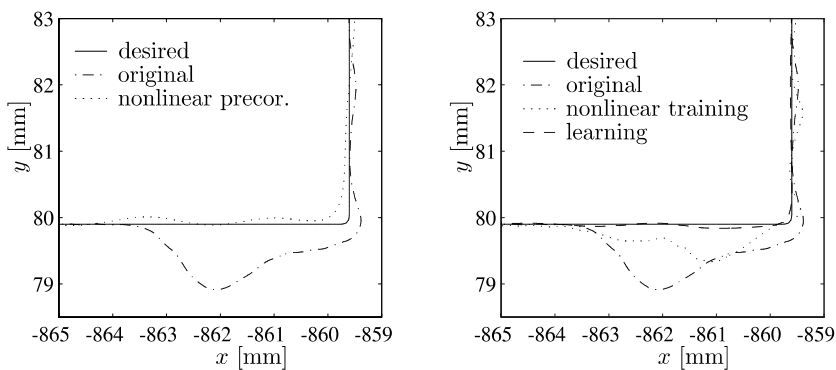 83
82
81
80
79
y [mm]
desired
original
nonlinear precor.
-865 -864 -863 -862 -861 -860 -859
x [mm]
83
82
81
80
79
y [mm]
desired
original
nonlinear training
learning
-865 -864 -863 -862 -861 -860 -859
x [mm]